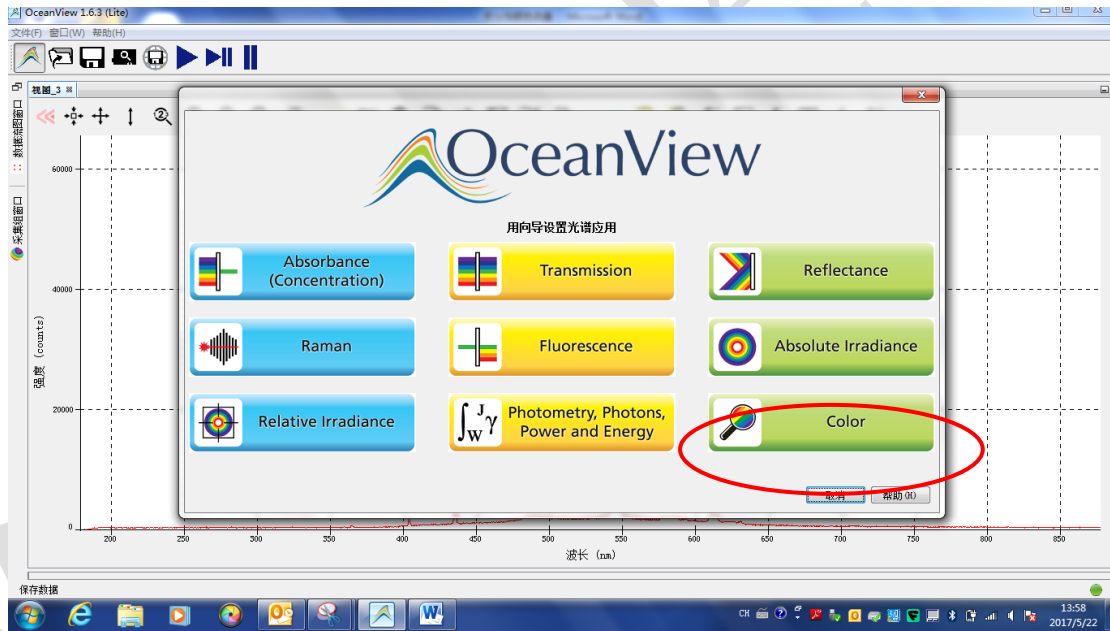 OceanView 1.6.3 (Lite)
文件(F) 窗口(W) 帮助(H)
视图_3
数据流图窗口
采集组窗口
OceanView
用向导设置光谱应用
Absorbance
(Concentration)
Transmission
Reflectance
Raman
Fluorescence
Absolute Irradiance
Relative Irradiance
∫ J W γ
Photometry, Photons,
Power and Energy
Color
取消
帮助(H)
强度 (counts)
60000
40000
20000
0
200 250 300 350 400 450 500 550 600 650 700 750 800 850
波长 (nm)
保存数据
CH
13:58
2017/5/22